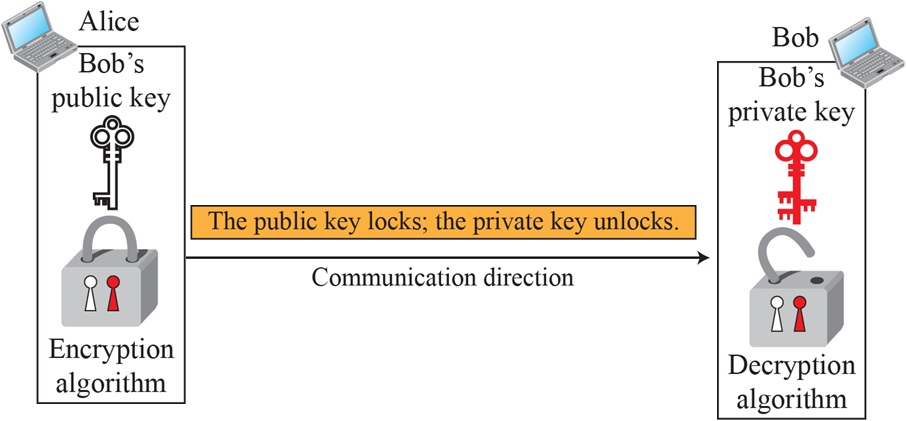 Alice
Bob's
public key
Encryption
algorithm
The public key locks; the private key unlocks.
Communication direction
Bob
Bob's
private key
Decryption
algorithm